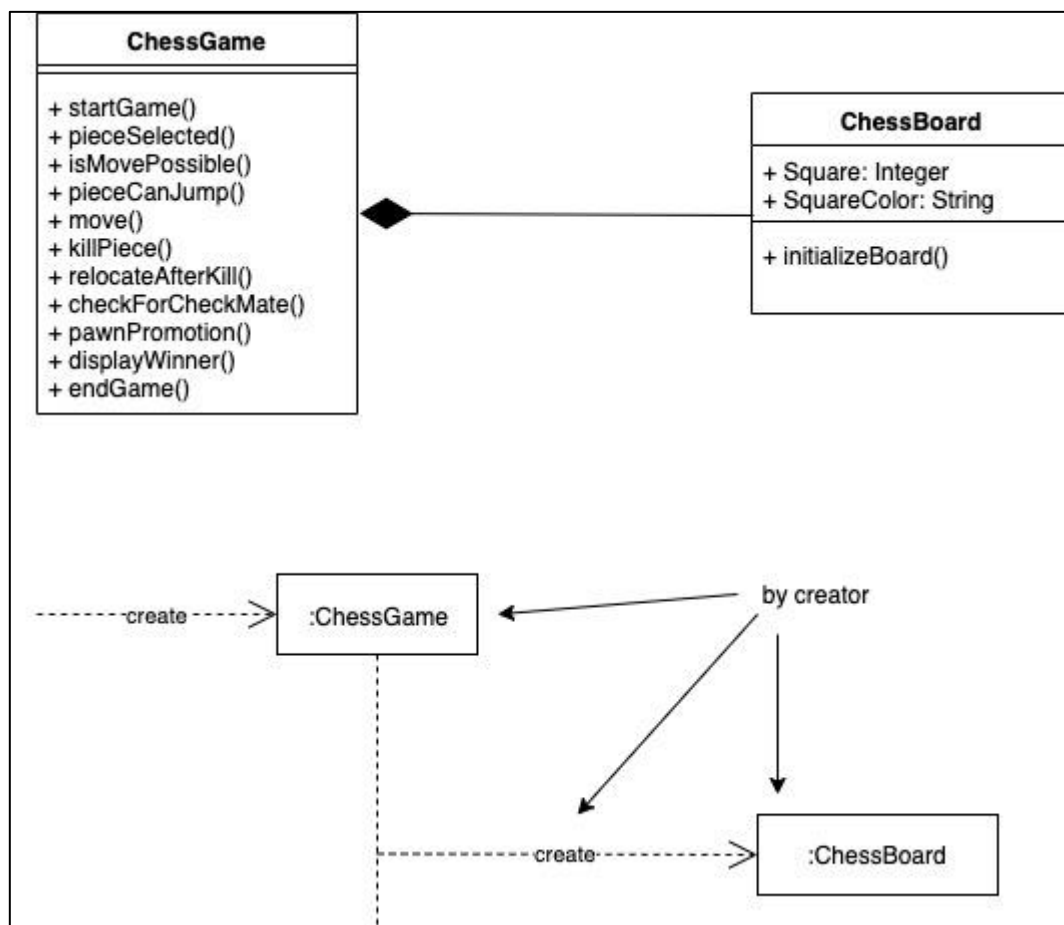 ChessGame
+ startGame()
+ pieceSelected()
+ isMovePossible()
+ pieceCanJump()
+ move()
+ killPiece()
+ relocateAfterKill()
+ checkForCheckMate()
+ pawnPromotion()
+ displayWinner()
+ endGame()
ChessBoard
+ Square: Integer
+ SquareColor: String
+ initializeBoard()
create
:ChessGame
by creator
create
:ChessBoard